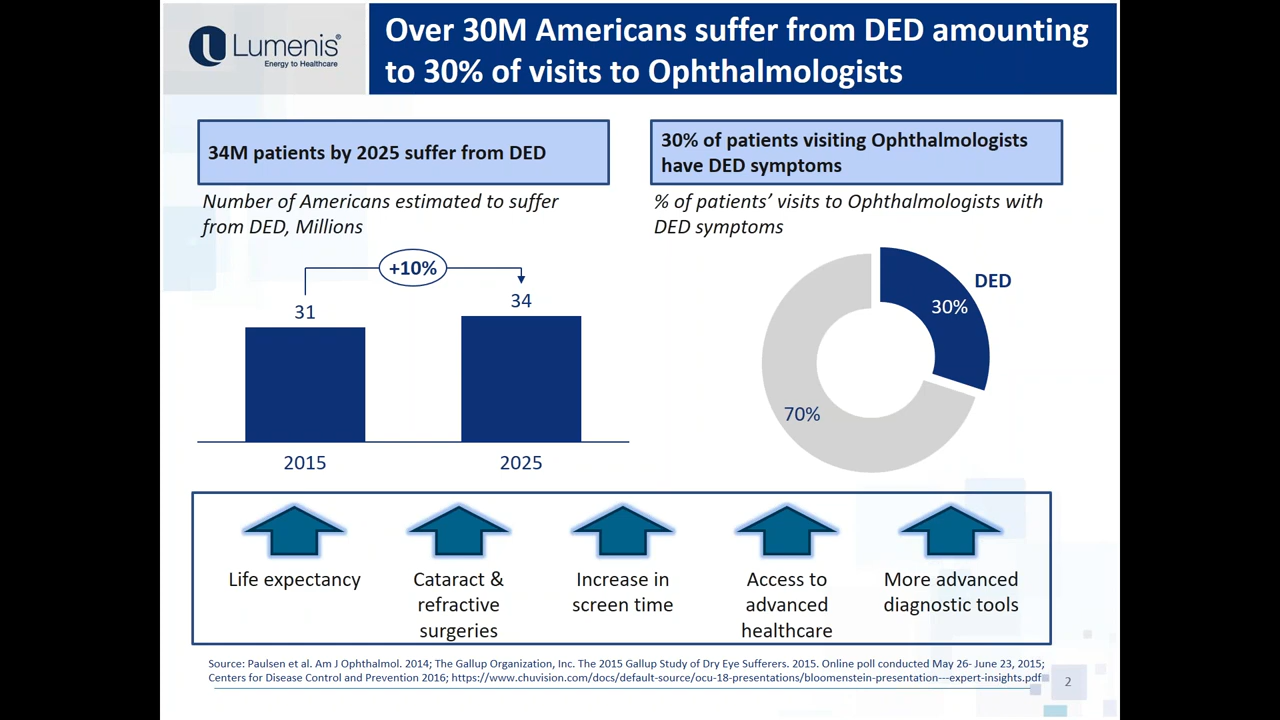 Lumenis®
Energy to Healthcare
Over 30M Americans suffer from DED amounting
to 30% of visits to Ophthalmologists
34M patients by 2025 suffer from DED
Number of Americans estimated to suffer
from DED, Millions
+10%
31
34
2015
2025
30% of patients visiting Ophthalmologists
have DED symptoms
% of patients’ visits to Ophthalmologists with
DED symptoms
DED
30%
70%
Life expectancy
Cataract &
refractive
surgeries
Increase in
screen time
Access to
advanced
healthcare
More advanced
diagnostic tools
Source: Paulsen et al. Am J Ophthalmol. 2014; The Gallup Organization, Inc. The 2015 Gallup Study of Dry Eye Sufferers. 2015. Online poll conducted May 26- June 23, 2015;
Centers for Disease Control and Prevention 2016; https://www.chuvision.com/docs/default-source/ocu-18-presentations/bloomenstein-presentation---expert-insights.pdf
2